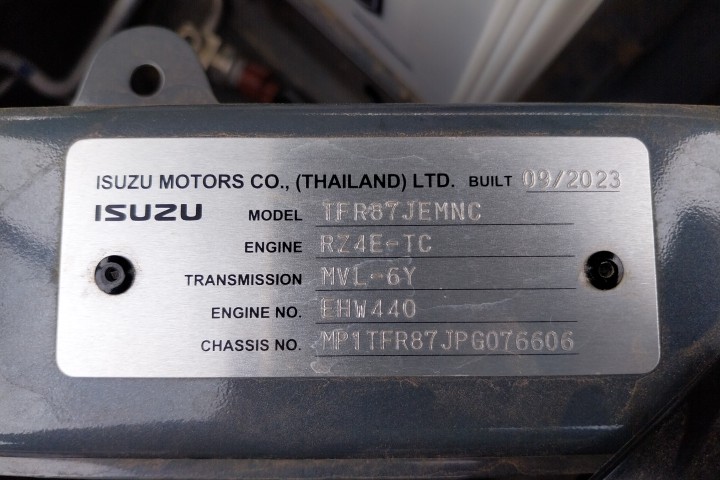 ISUZU MOTORS CO., (THAILAND) LTD. BUILT 09/2023
ISUZU MODEL TFR87JEMNC
ENGINE RZ4E-TC
TRANSMISSION MVL-6Y
ENGINE NO. EHW440
CHASSIS NO. MP1TFR87JPG076606